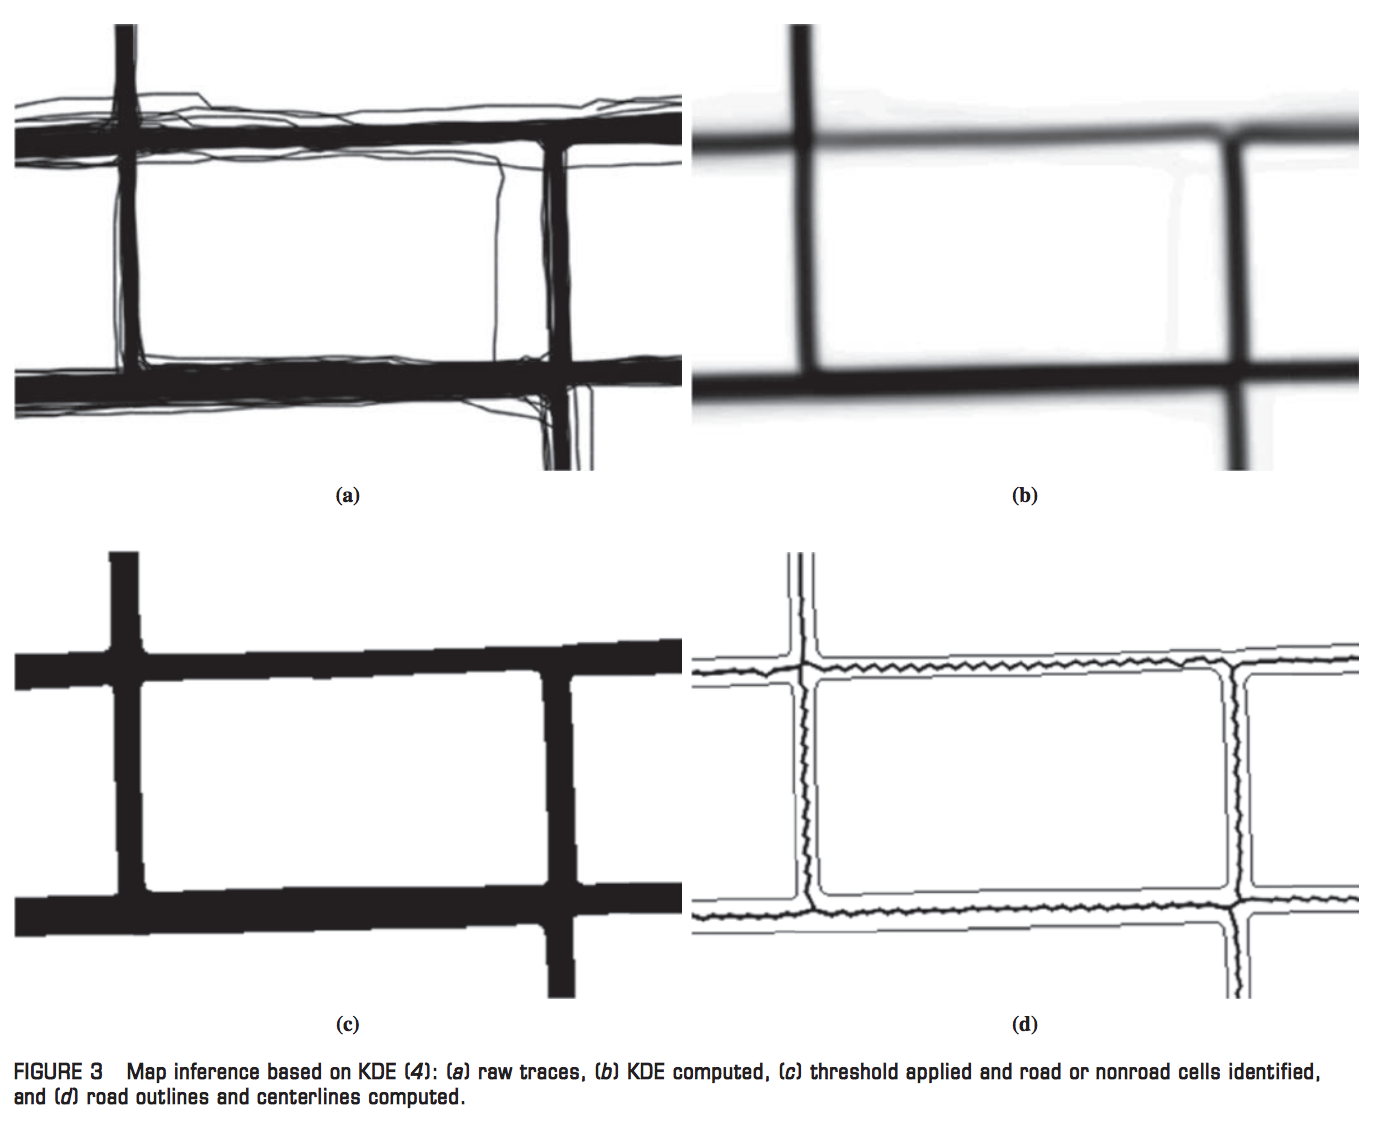 (a)
(b)
(c)
(d)
FIGURE 3 Map inference based on KDE (4): (a) raw traces, (b) KDE computed, (c) threshold applied and road or nonroad cells identified,
and (d) road outlines and centerlines computed.